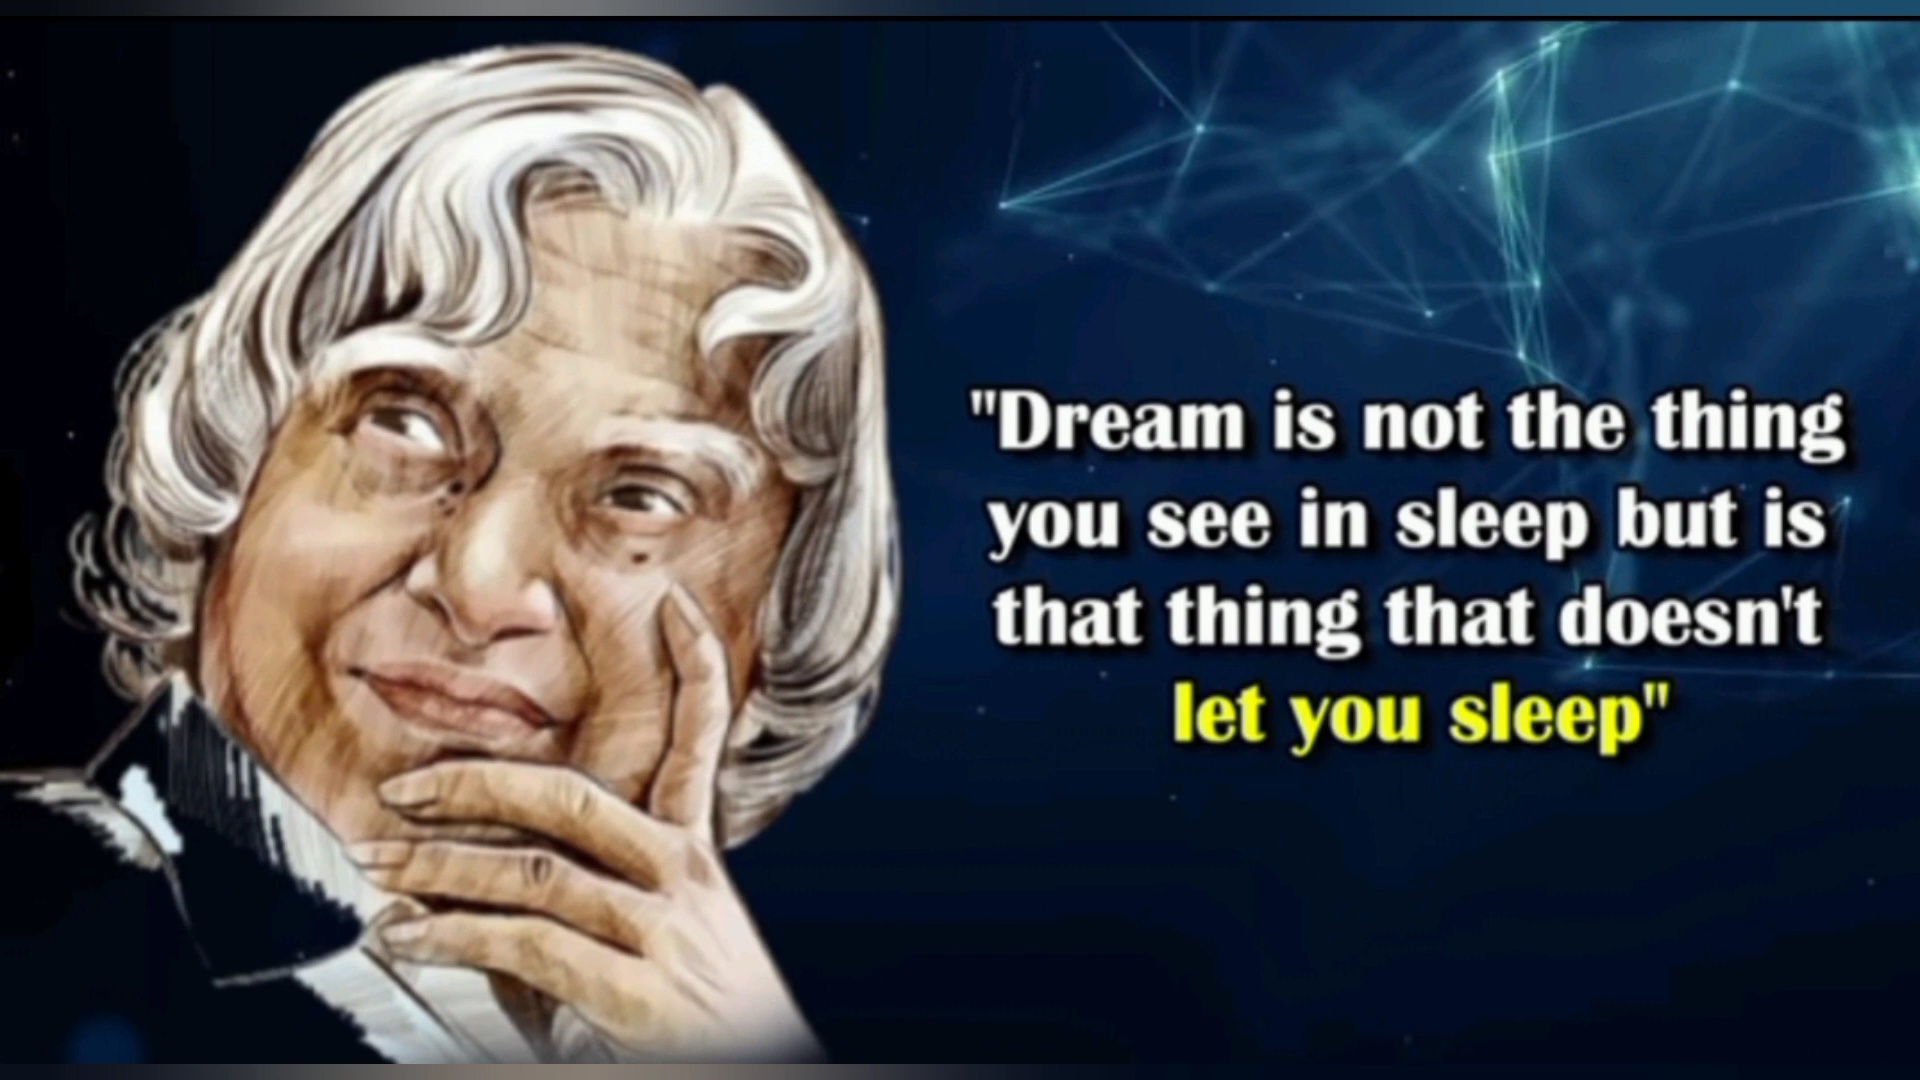 "Dream is not the thing
you see in sleep but is
that thing that doesn't
let you sleep"